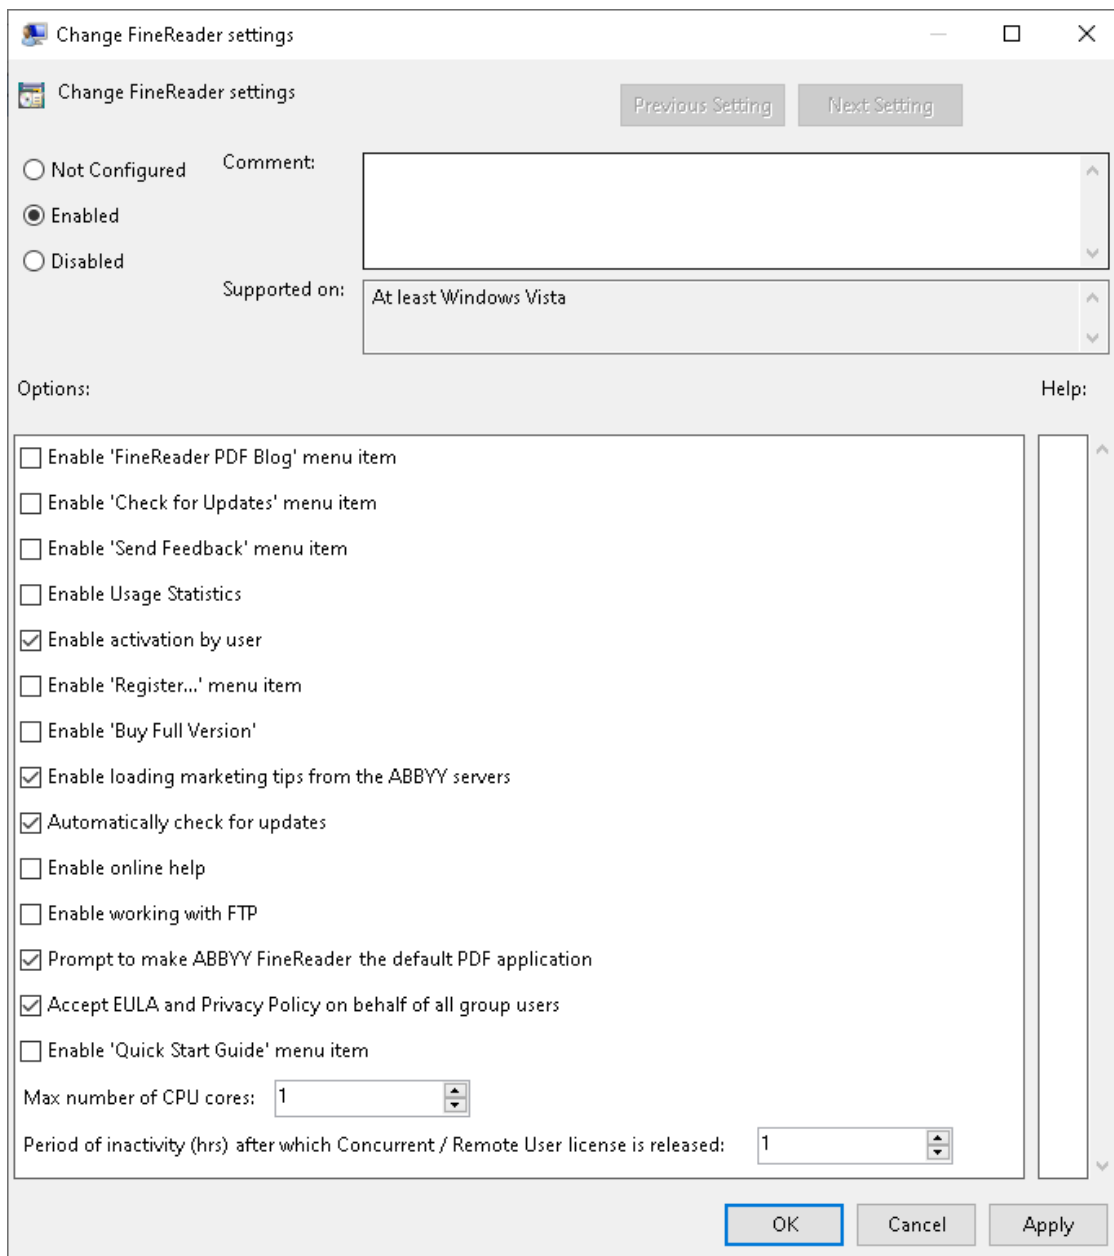 Change FineReader settings
Change FineReader settings
Previous Setting
Next Setting
Not Configured
Comment:
Enabled
Disabled
Supported on:
At least Windows Vista
Options:
Help:
Enable 'FineReader PDF Blog' menu item
Enable 'Check for Updates' menu item
Enable 'Send Feedback' menu item
Enable Usage Statistics
Enable activation by user
Enable 'Register...' menu item
Enable 'Buy Full Version'
Enable loading marketing tips from the ABBYY servers
Automatically check for updates
Enable online help
Enable working with FTP
Prompt to make ABBYY FineReader the default PDF application
Accept EULA and Privacy Policy on behalf of all group users
Enable 'Quick Start Guide' menu item
Max number of CPU cores: 1
Period of inactivity (hrs) after which Concurrent / Remote User license is released: 1
OK
Cancel
Apply